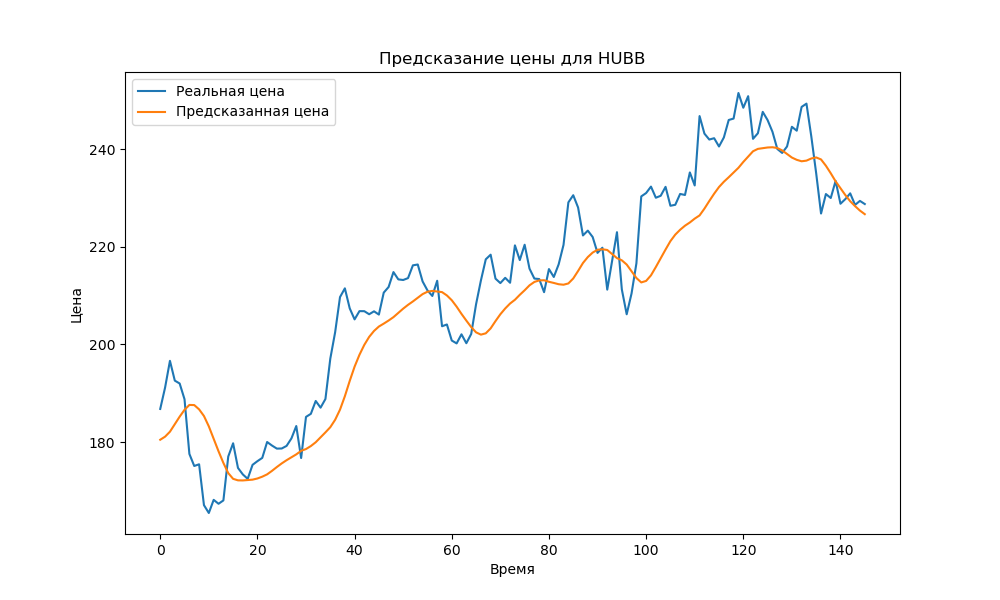 Предсказание цены для HUBB
Реальная цена
Предсказанная цена
Цена
240
220
200
180
0 20 40 60 80 100 120 140
Время